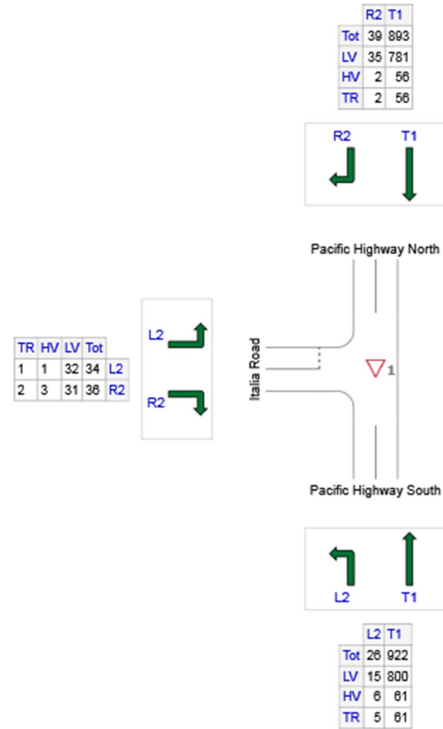 R2 T1
Tot 39 893
LV 35 781
HV 2 56
TR 2 56
R2 T1
Pacific Highway North
L2
R2
TR HV LV Tot
1 1 32 34 L2
2 3 31 36 R2
Italia Road
1
Pacific Highway South
L2 T1
L2 T1
Tot 26 922
LV 15 800
HV 6 61
TR 5 61